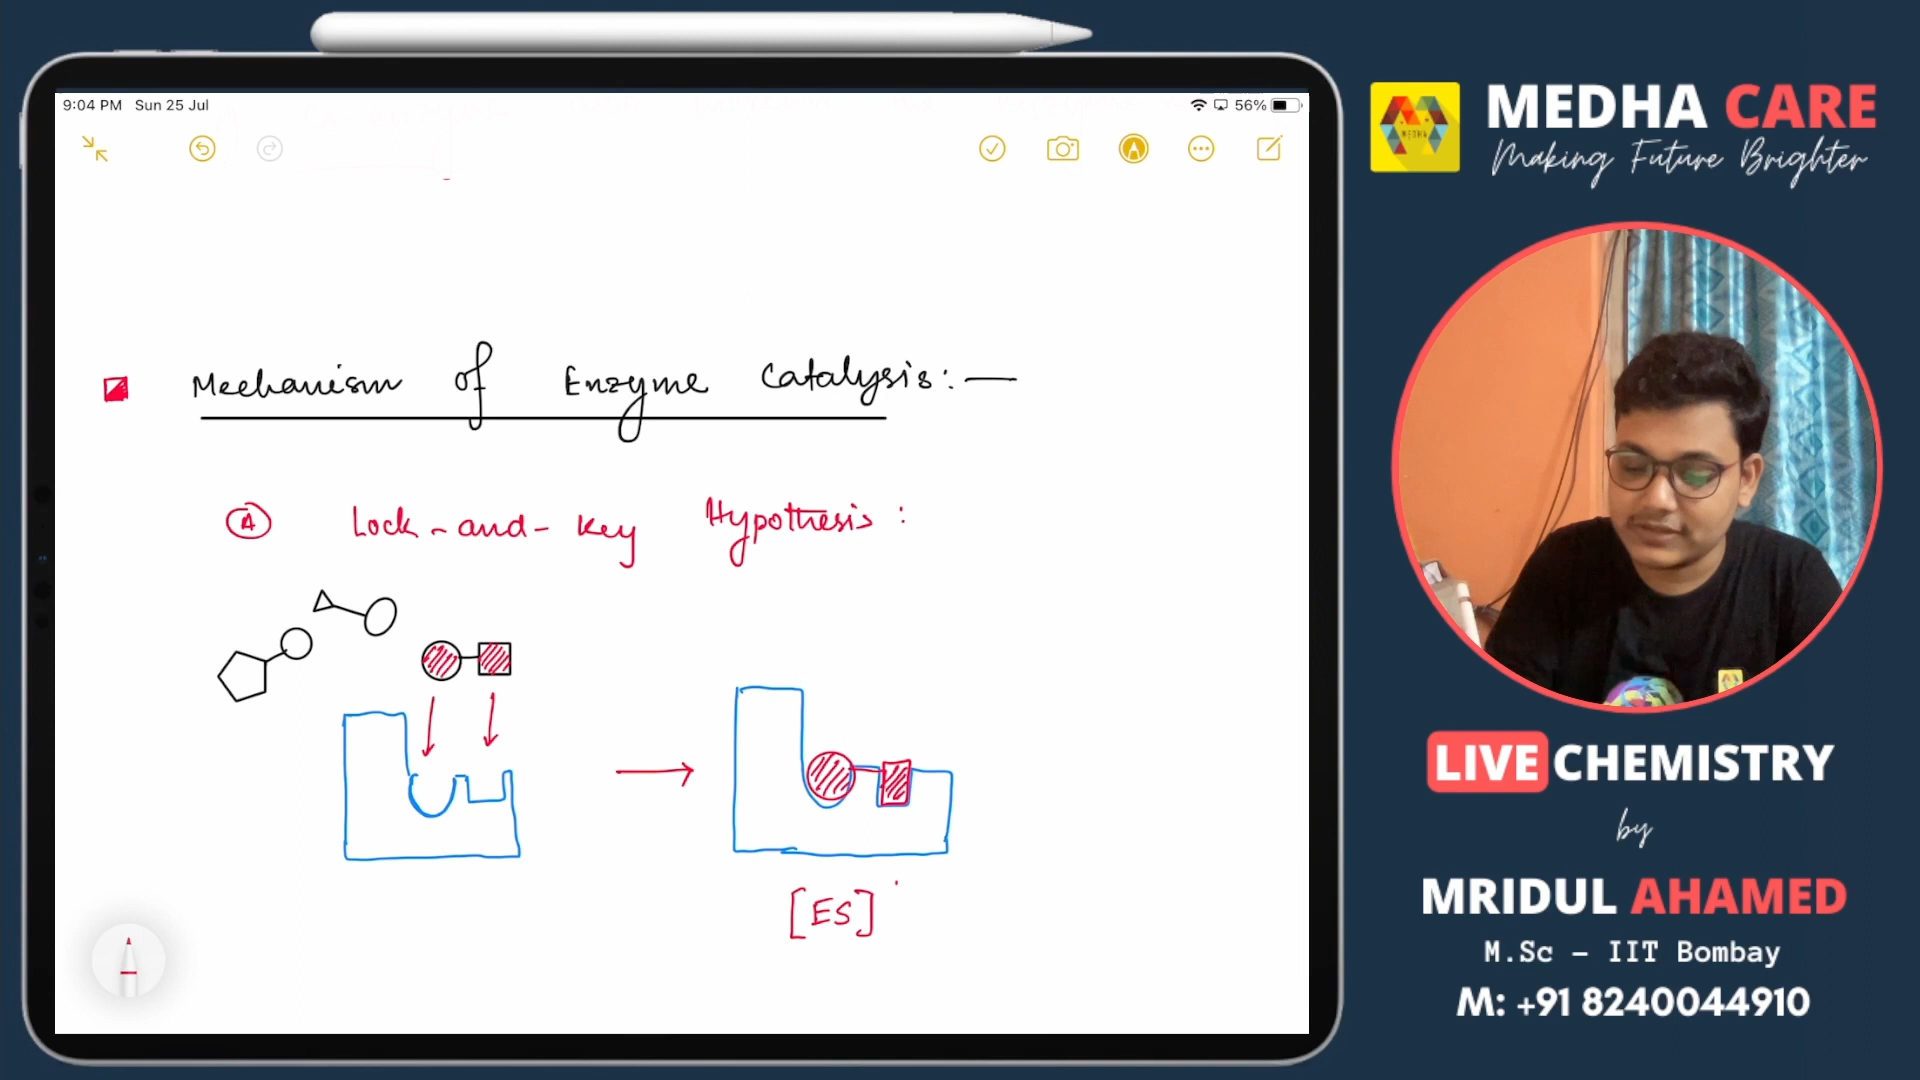 9:04 PM Sun 25 Jul
56%
Mechanism of Enzyme Catalysis:—
A Lock-and-Key Hypothesis:
[ES]
MEDHA CARE
Making Future Brighter
MEDHA
LIVE CHEMISTRY
by
MRIDUL AHAMED
M.Sc – IIT Bombay
M: +91 8240044910